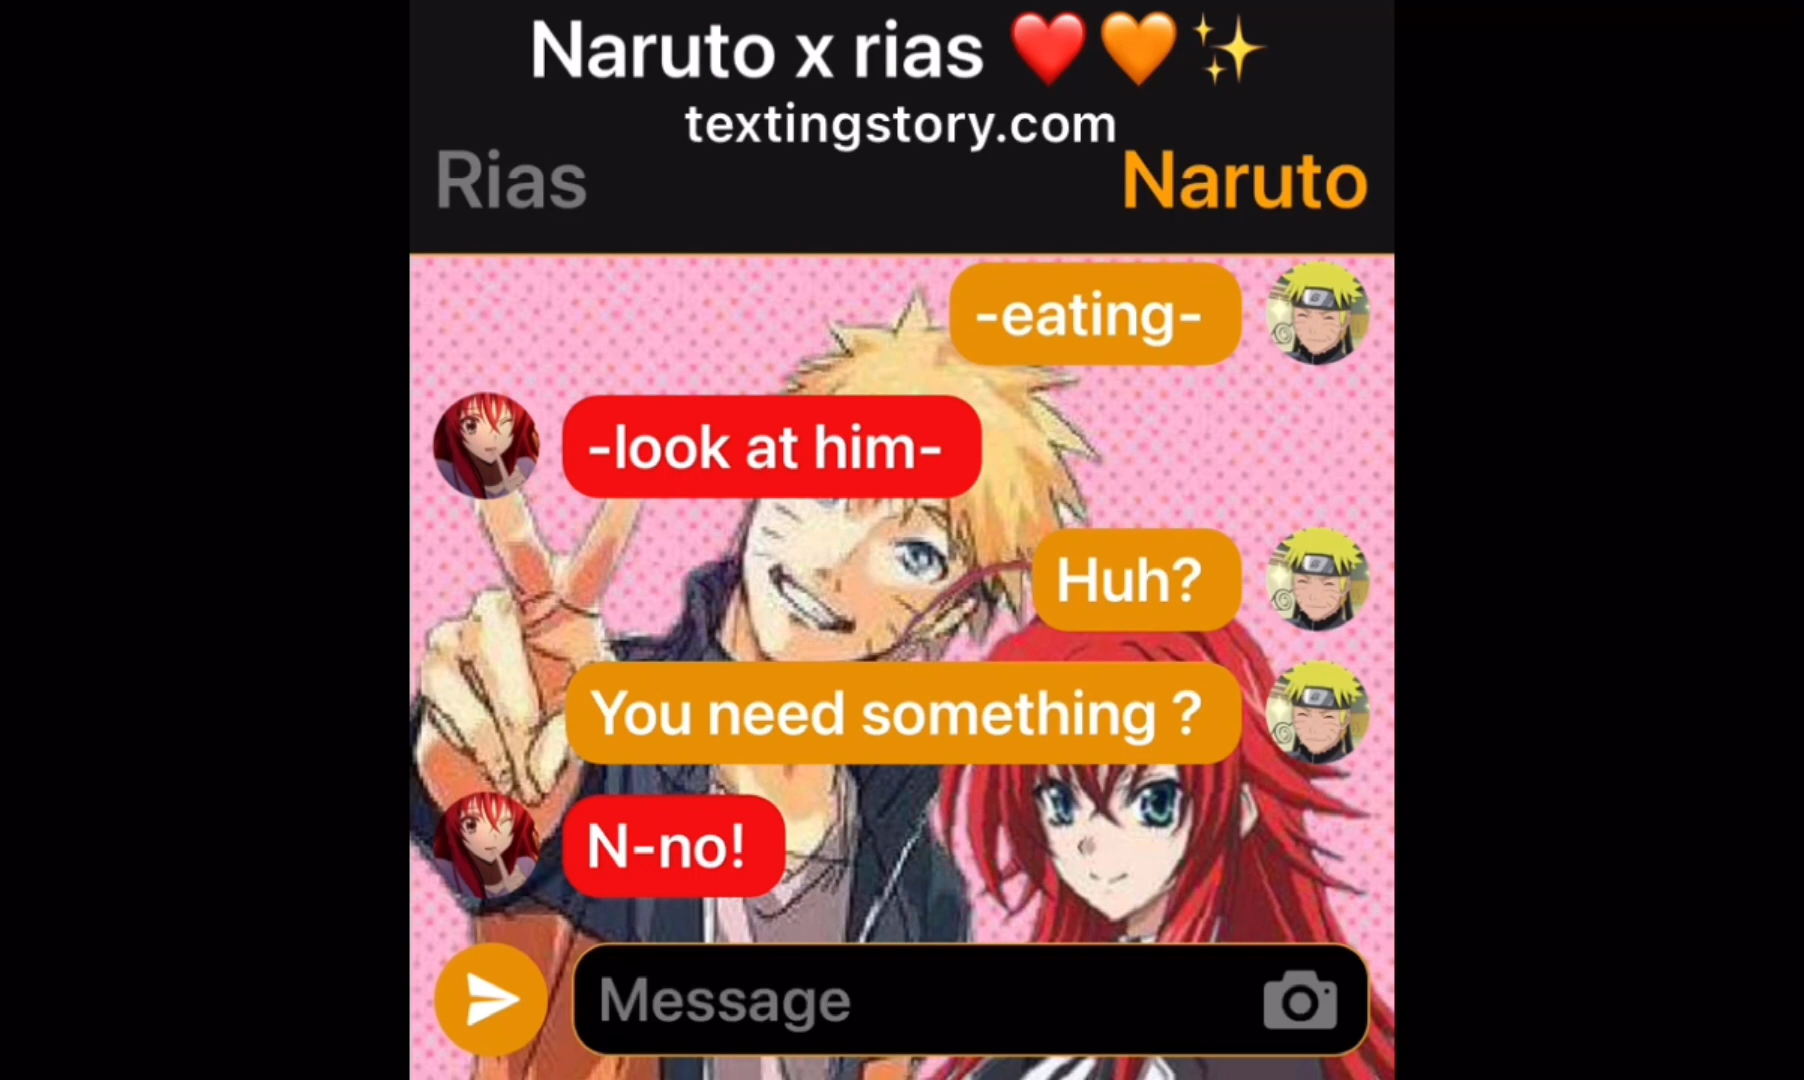 Naruto x rias ❤️🧡✨
textingstory.com
Rias
Naruto
-eating-
-look at him-
Huh?
You need something ?
N-no!
Message